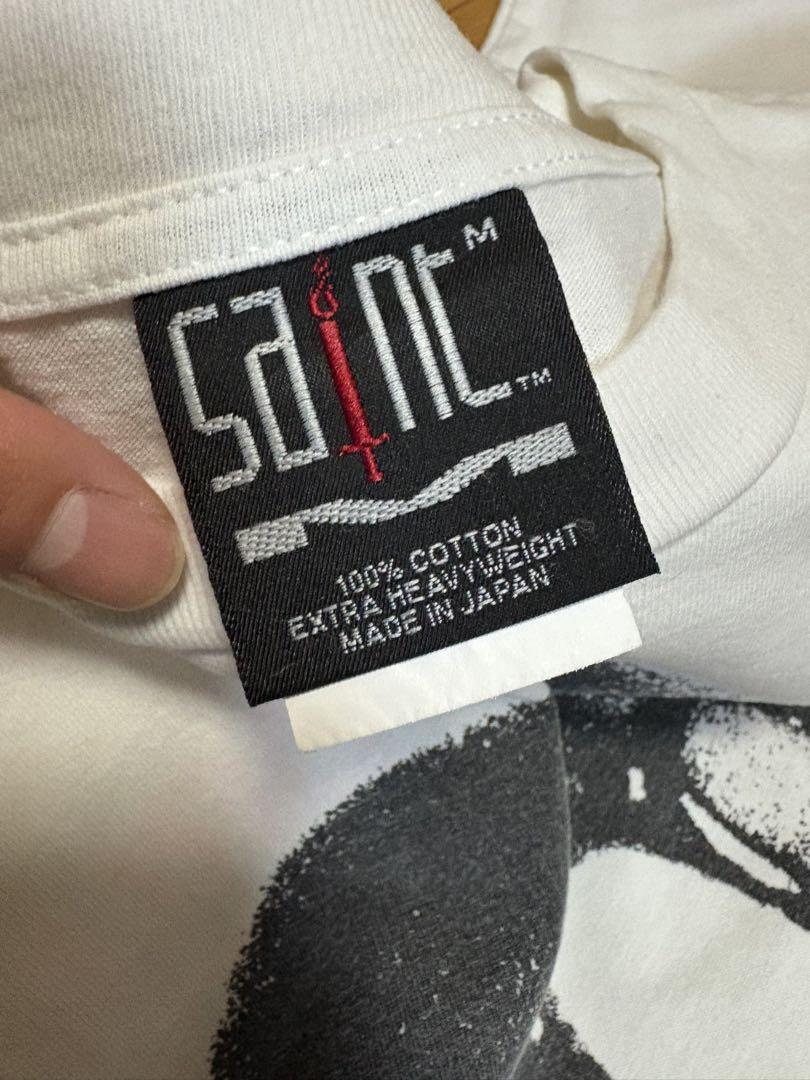 saint M
TM
100% COTTON
EXTRA HEAVYWEIGHT
MADE IN JAPAN